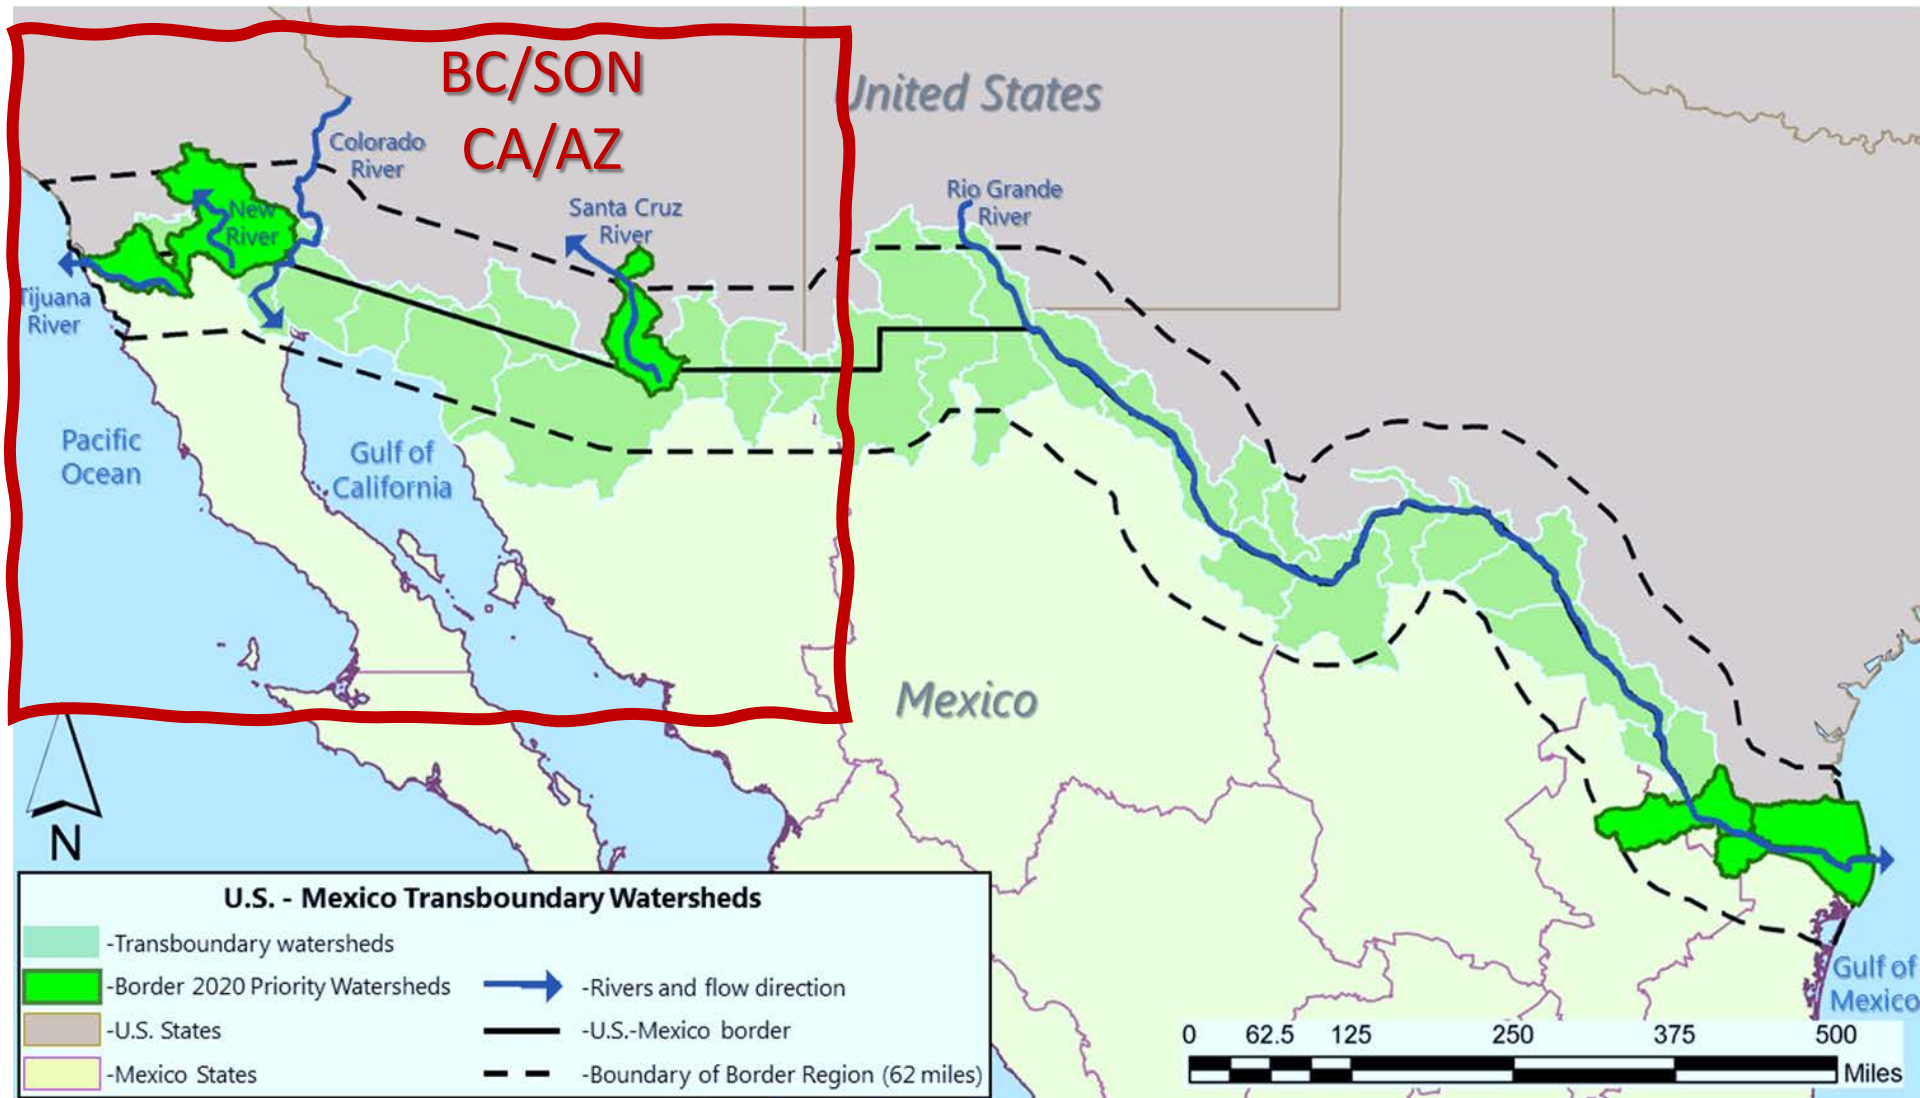 BC/SON
CA/AZ
United States
Colorado
River
New
River
Santa Cruz
River
Rio Grande
River
Tijuana
River
Pacific
Ocean
Gulf of
California
Mexico
N
Gulf of
Mexico
U.S. - Mexico Transboundary Watersheds
-Transboundary watersheds
-Border 2020 Priority Watersheds
-U.S. States
-Mexico States
-Rivers and flow direction
-U.S.-Mexico border
-Boundary of Border Region (62 miles)
0 62.5 125 250 375 500
Miles